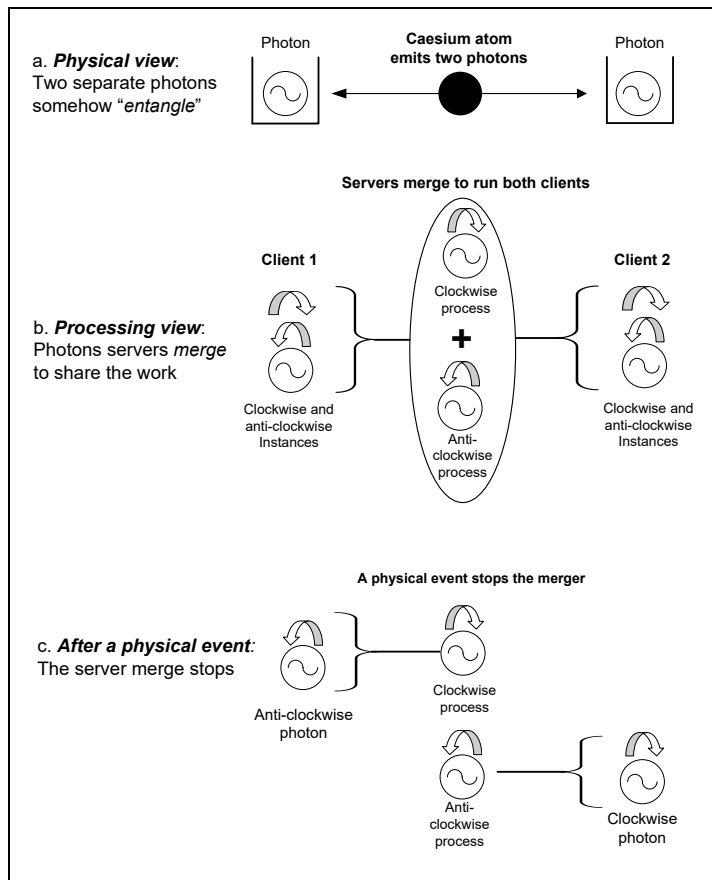 a. Physical view:
Two separate photons
somehow “entangle”
Photon
Caesium atom
emits two photons
Photon
Servers merge to run both clients
b. Processing view:
Photons servers merge
to share the work
Client 1
Clockwise and
anti-clockwise
Instances
Clockwise
process
+
Anti-
clockwise
process
Client 2
Clockwise and
anti-clockwise
Instances
A physical event stops the merger
c. After a physical event:
The server merge stops
Anti-clockwise
photon
Clockwise
process
Anti-
clockwise
process
Clockwise
photon